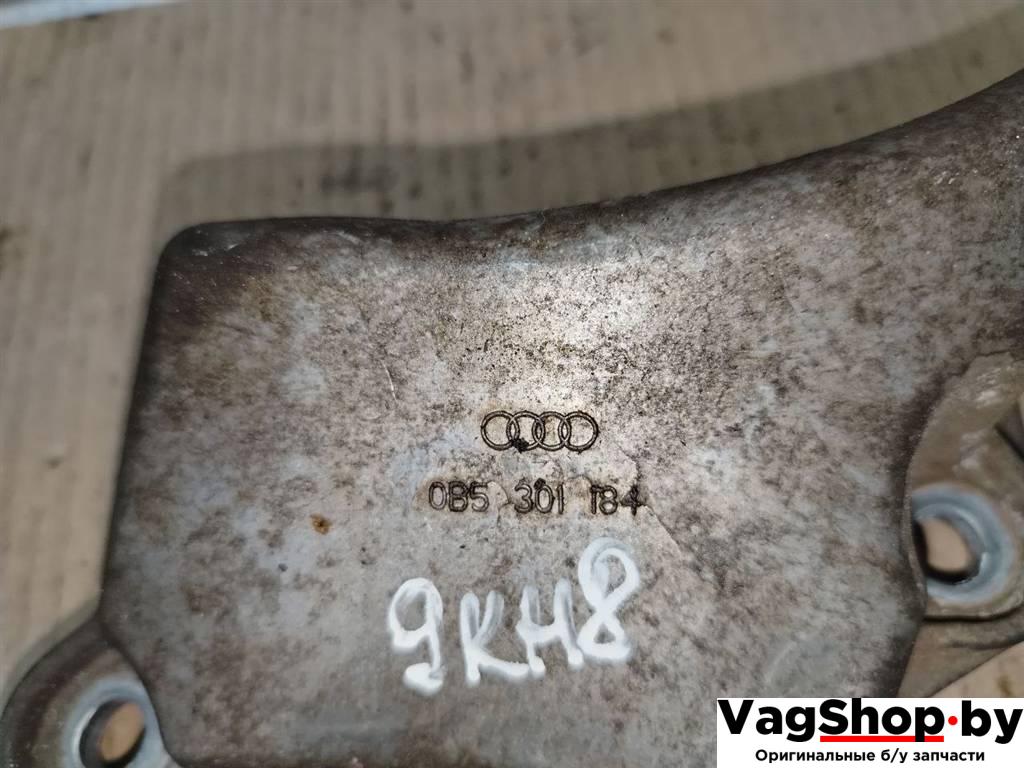 0B5 301 184
9KH8
VagShop.by
Оригинальные б/у запчасти